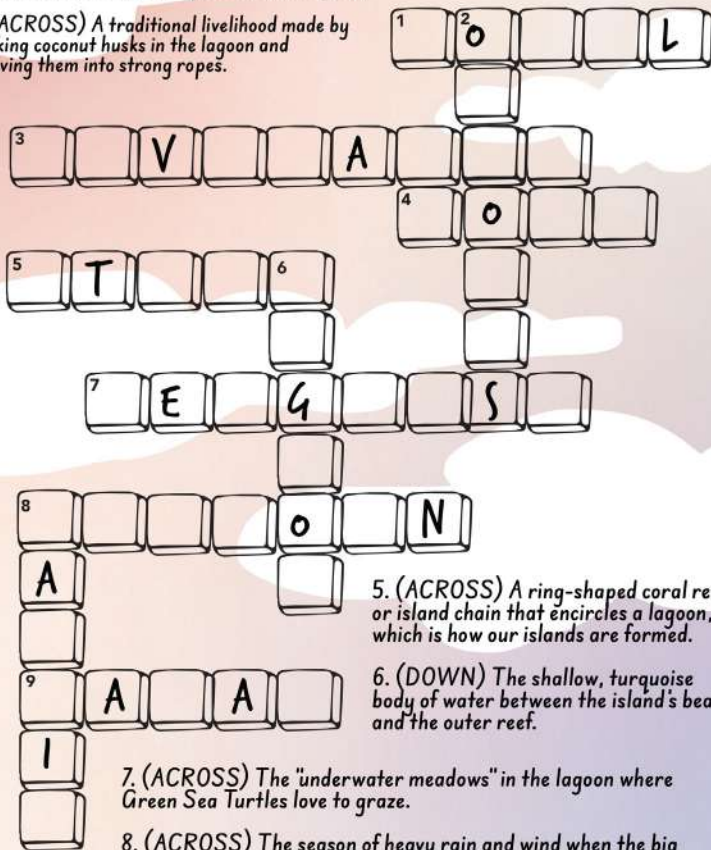 ACROSS) A traditional livelihood made by
king coconut husks in the lagoon and
ving them into strong ropes.
1 2 O L
3 V A
4 O
5 T 6
7 E G S
8 O N
A
9 A A
I
5. (ACROSS) A ring-shaped coral re
or island chain that encircles a lagoon,
which is how our islands are formed.
6. (DOWN) The shallow, turquoise
body of water between the island's bea
and the outer reef.
7. (ACROSS) The "underwater meadows" in the lagoon where
Green Sea Turtles love to graze.
8. (ACROSS) The season of heavy rain and wind when the big